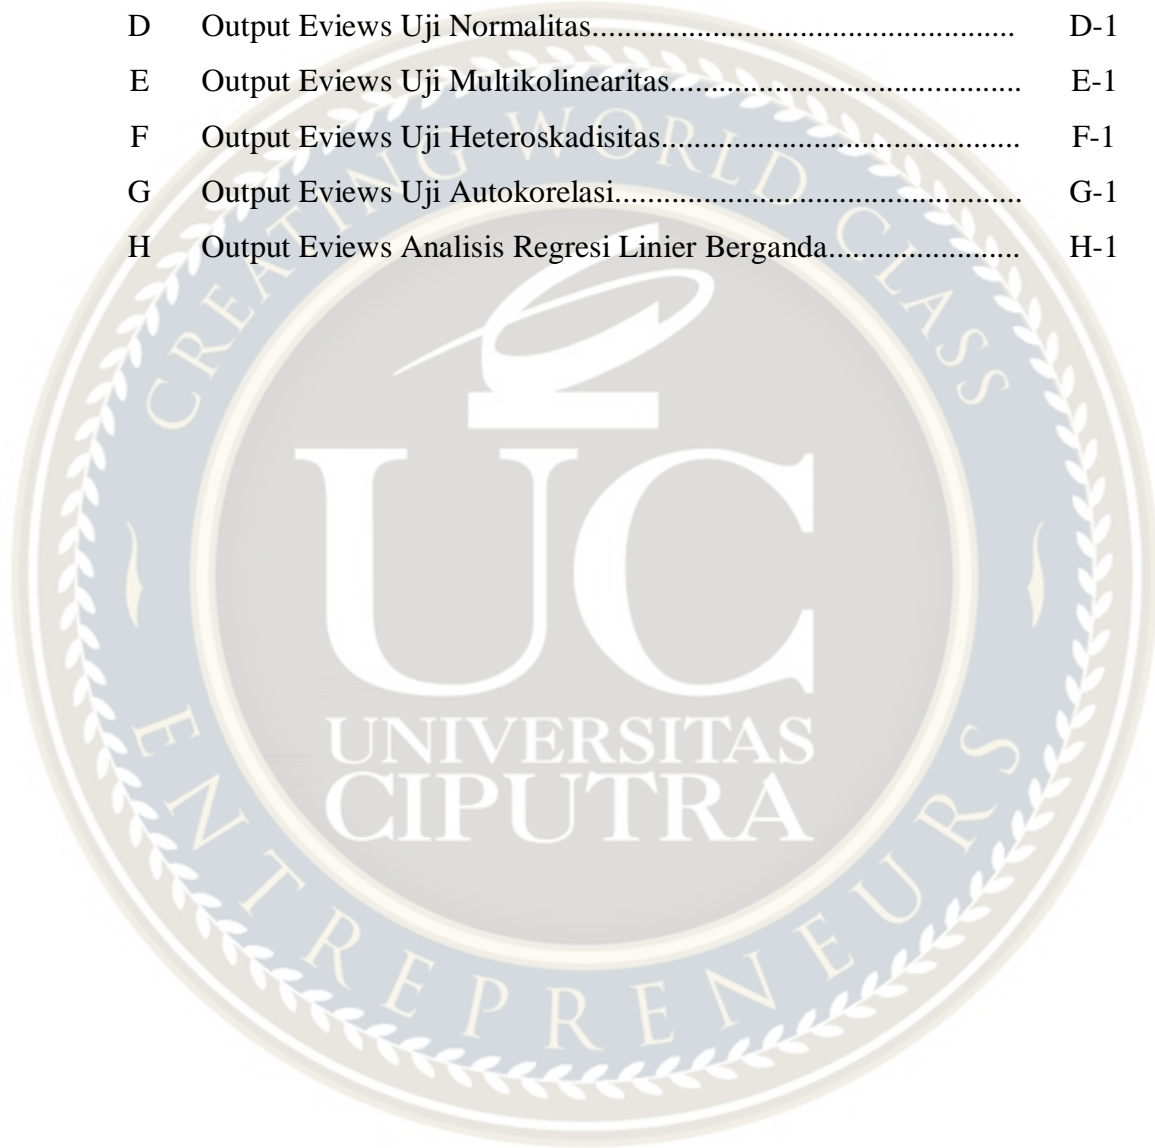 D Output Eviews Uji Normalitas.................................................... D-1
E Output Eviews Uji Multikolinearitas............................................ E-1
F Output Eviews Uji Heteroskadisitas............................................. F-1
G Output Eviews Uji Autokorelasi................................................... G-1
H Output Eviews Analisis Regresi Linier Berganda........................ H-1
CREATING WORLD CLASS
UC
UNIVERSITAS
CIPUTRA
ENTREPRENEURS